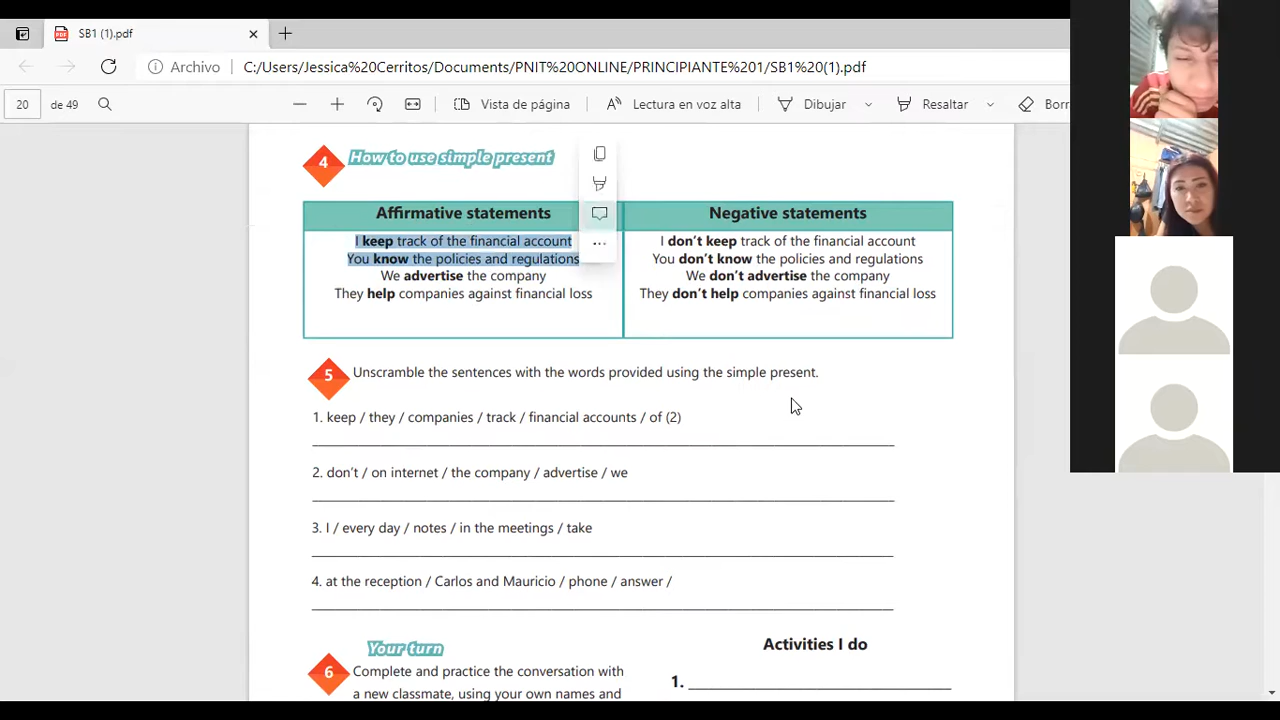 SB1 (1).pdf
Archivo
C:/Users/Jessica%20Cerritos/Documents/PNIT%20ONLINE/PRINCIPIANTE%201/SB1%20(1).pdf
20 de 49
Vista de página
Lectura en voz alta
Dibujar
Resaltar
Borr
4 How to use simple present
Affirmative statements
I keep track of the financial account
You know the policies and regulations
We advertise the company
They help companies against financial loss
Negative statements
I don't keep track of the financial account
You don't know the policies and regulations
We don't advertise the company
They don't help companies against financial loss
5 Unscramble the sentences with the words provided using the simple present.
1. keep / they / companies / track / financial accounts / of (2)
2. don't / on internet / the company / advertise / we
3. I / every day / notes / in the meetings / take
4. at the reception / Carlos and Mauricio / phone / answer /
6 Your turn
Complete and practice the conversation with
a new classmate, using your own names and
Activities I do
1.